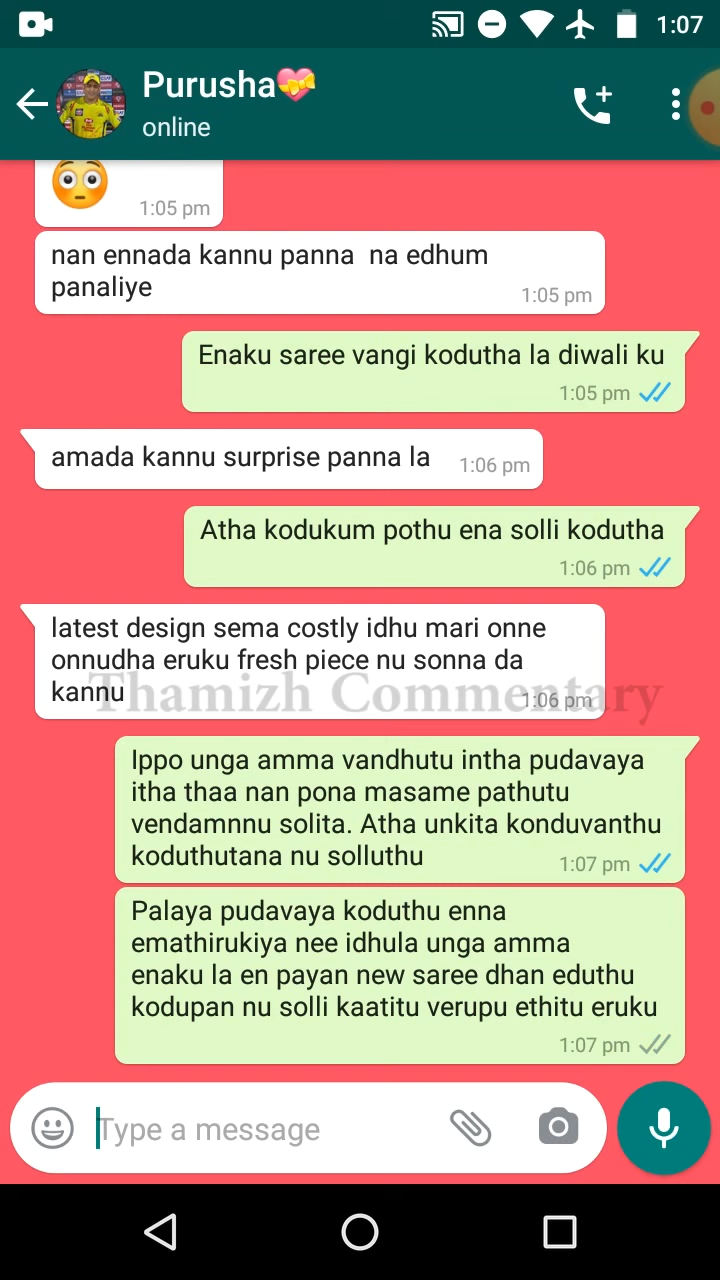 1:07
Purusha💝
online
😳
1:05 pm
nan ennada kannu panna  na edhum
panaliye
1:05 pm
Enaku saree vangi kodutha la diwali ku
1:05 pm
amada kannu surprise panna la
1:06 pm
Atha kodukum pothu ena solli kodutha
1:06 pm
latest design sema costly idhu mari onne
onnudha eruku fresh piece nu sonna da
kannu
1:06 pm
Thamizh Commentary
Ippo unga amma vandhutu intha pudavaya
itha thaa nan pona masame pathutu
vendamnnu solita. Atha unkita konduvanthu
koduthutana nu solluthu
1:07 pm
Palaya pudavaya koduthu enna
emathirukiya nee idhula unga amma
enaku la en payan new saree dhan eduthu
kodupan nu solli kaatitu verupu ethitu eruku
1:07 pm
Type a message